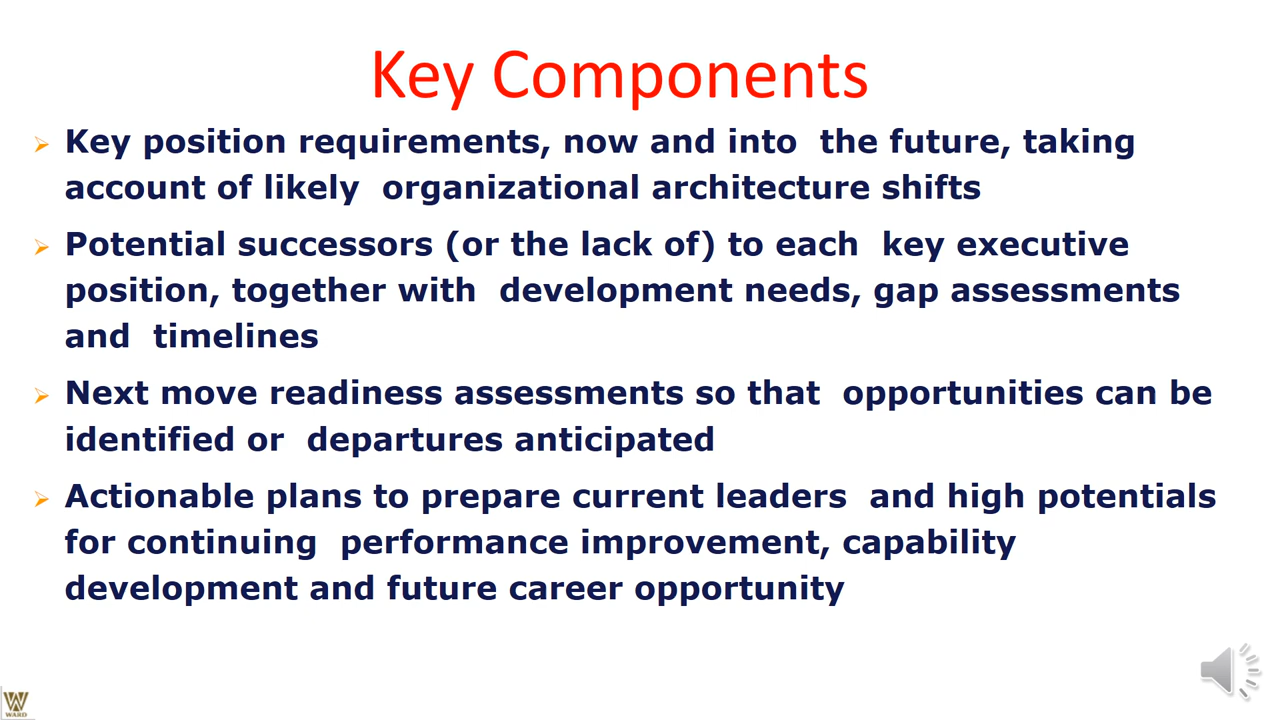 Key Components
Key position requirements, now and into the future, taking
account of likely organizational architecture shifts
Potential successors (or the lack of) to each key executive
position, together with development needs, gap assessments
and timelines
Next move readiness assessments so that opportunities can be
identified or departures anticipated
Actionable plans to prepare current leaders and high potentials
for continuing performance improvement, capability
development and future career opportunity
WARD